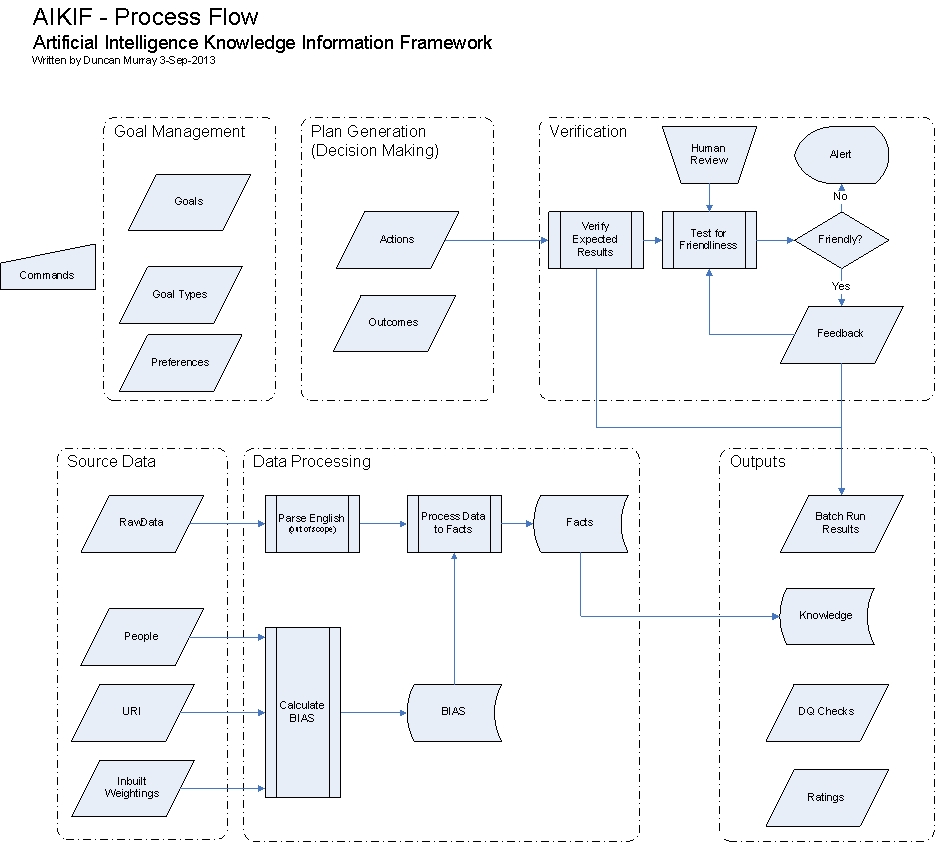 AIKIF - Process Flow
Artificial Intelligence Knowledge Information Framework
Written by Duncan Murray 3-Sep-2013
Goal Management
Goals
Commands
Goal Types
Preferences
Plan Generation
(Decision Making)
Actions
Outcomes
Verification
Human
Review
Alert
No
Verify
Expected
Results
Test for
Friendliness
Friendly?
Yes
Feedback
Source Data
RawData
People
URI
Inbuilt
Weightings
Data Processing
Parse English
(out of scope)
Process Data
to Facts
Facts
Calculate
BIAS
BIAS
Outputs
Batch Run
Results
Knowledge
DQ Checks
Ratings